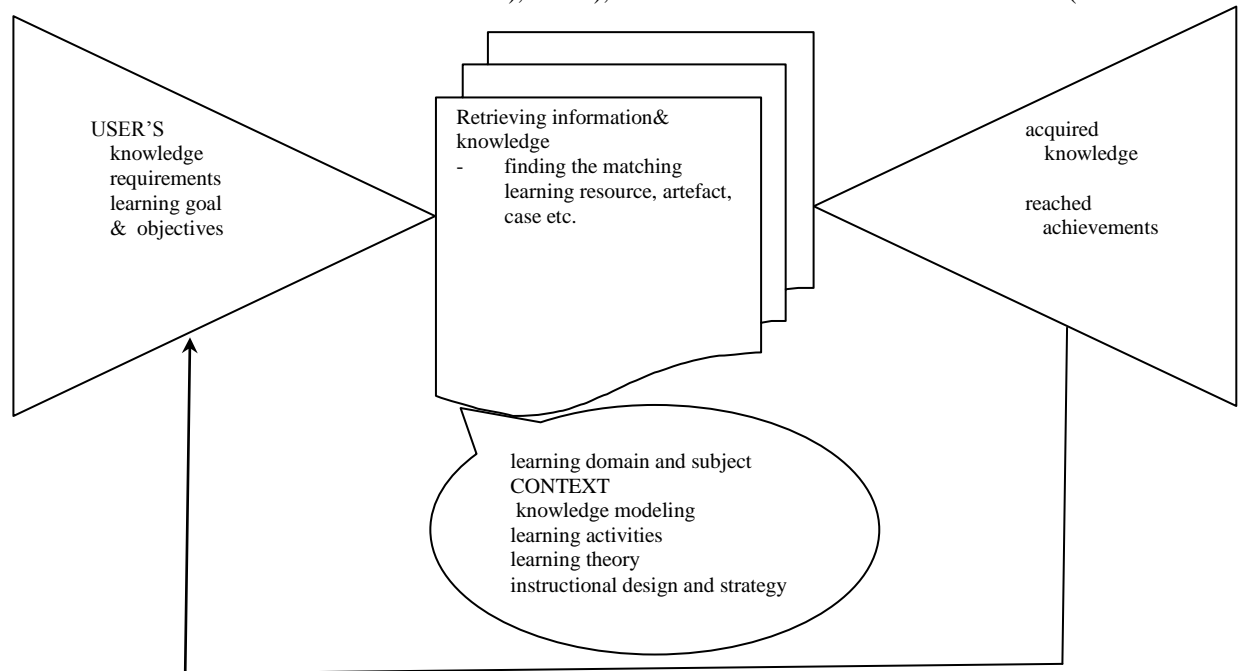 USER'S
knowledge
requirements
learning goal
& objectives
Retrieving information&
knowledge
- finding the matching
learning resource, artefact,
case etc.
acquired
knowledge
reached
achievements
learning domain and subject
CONTEXT
knowledge modeling
learning activities
learning theory
instructional design and strategy